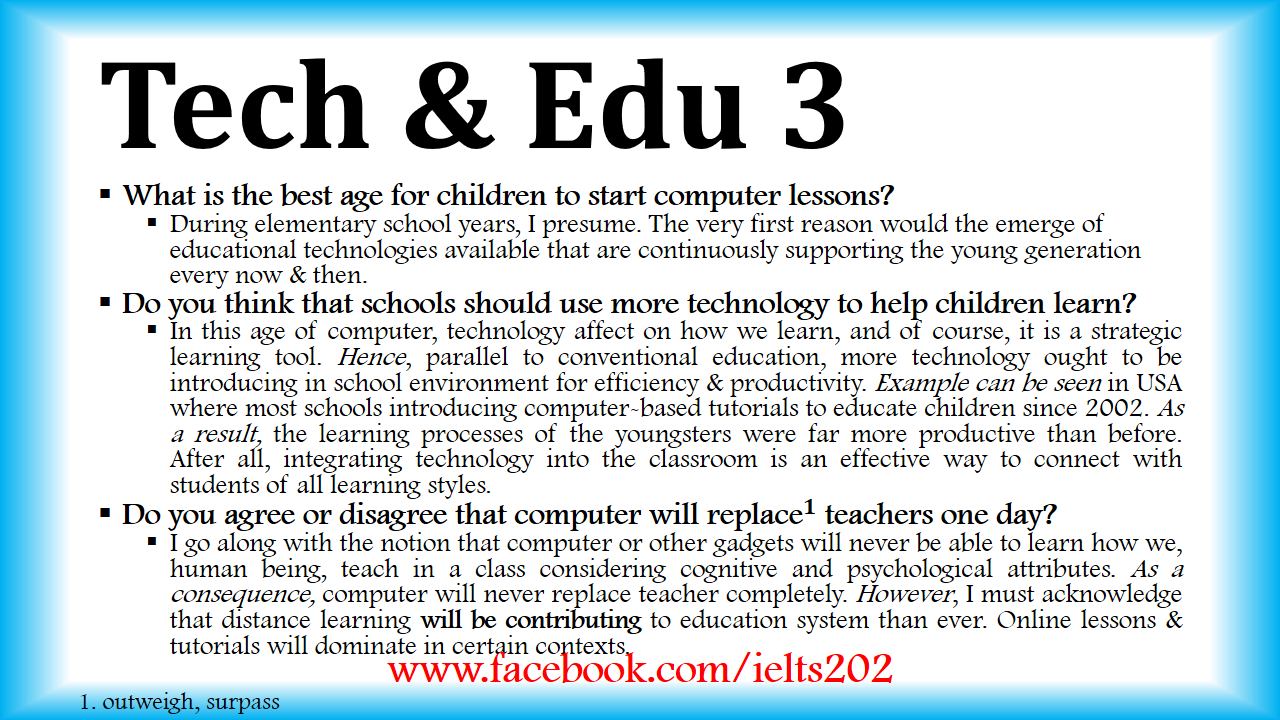 Tech & Edu 3
▪ What is the best age for children to start computer lessons?
▪ During elementary school years, I presume. The very first reason would the emerge of
educational technologies available that are continuously supporting the young generation
every now & then.
▪ Do you think that schools should use more technology to help children learn?
▪ In this age of computer, technology affect on how we learn, and of course, it is a strategic
learning tool. Hence, parallel to conventional education, more technology ought to be
introducing in school environment for efficiency & productivity. Example can be seen in USA
where most schools introducing computer-based tutorials to educate children since 2002. As
a result, the learning processes of the youngsters were far more productive than before.
After all, integrating technology into the classroom is an effective way to connect with
students of all learning styles.
▪ Do you agree or disagree that computer will replace¹ teachers one day?
▪ I go along with the notion that computer or other gadgets will never be able to learn how we,
human being, teach in a class considering cognitive and psychological attributes. As a
consequence, computer will never replace teacher completely. However, I must acknowledge
that distance learning will be contributing to education system than ever. Online lessons &
tutorials will dominate in certain contexts.
www.facebook.com/ielts202
1. outweigh, surpass